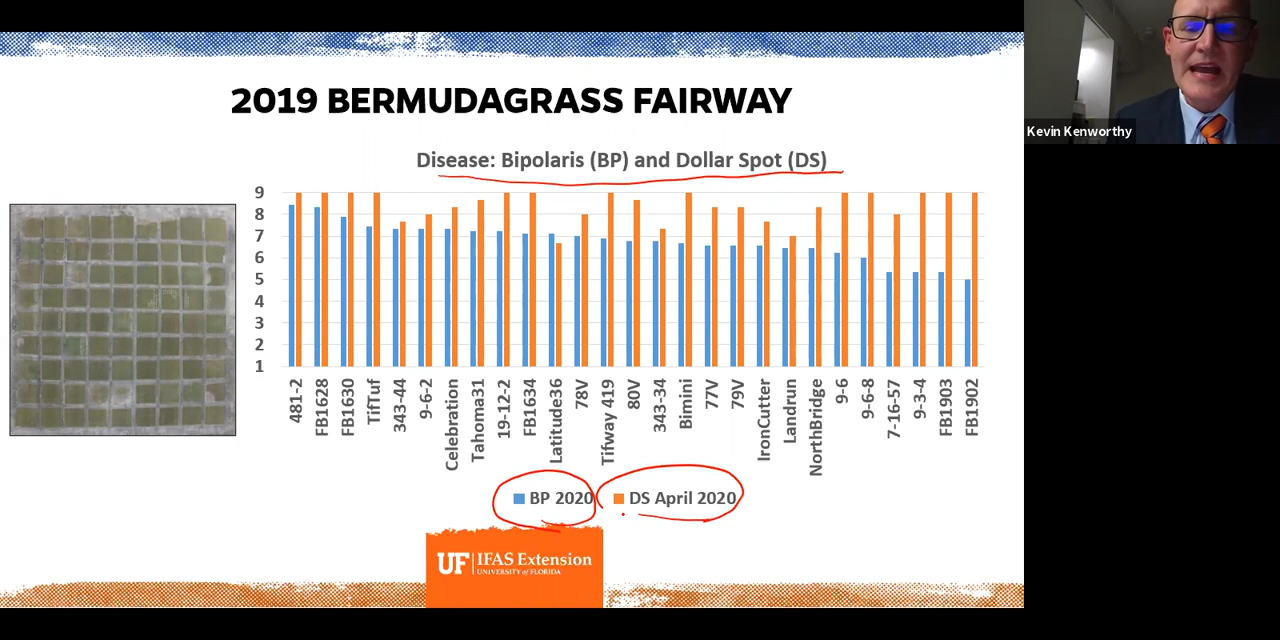 2019 BERMUDAGRASS FAIRWAY
Disease: Bipolaris (BP) and Dollar Spot (DS)
9
8
7
6
5
4
3
2
1
481-2
FB1628
FB1630
TifTuf
343-44
9-6-2
Celebration
Tahoma31
19-12-2
FB1634
Latitude36
78V
Tifway 419
80V
343-34
Bimini
77V
79V
IronCutter
Landrun
NorthBridge
9-6
9-6-8
7-16-57
9-3-4
FB1903
FB1902
BP 2020 DS April 2020
UF IFAS Extension
UNIVERSITY of FLORIDA
Kevin Kenworthy